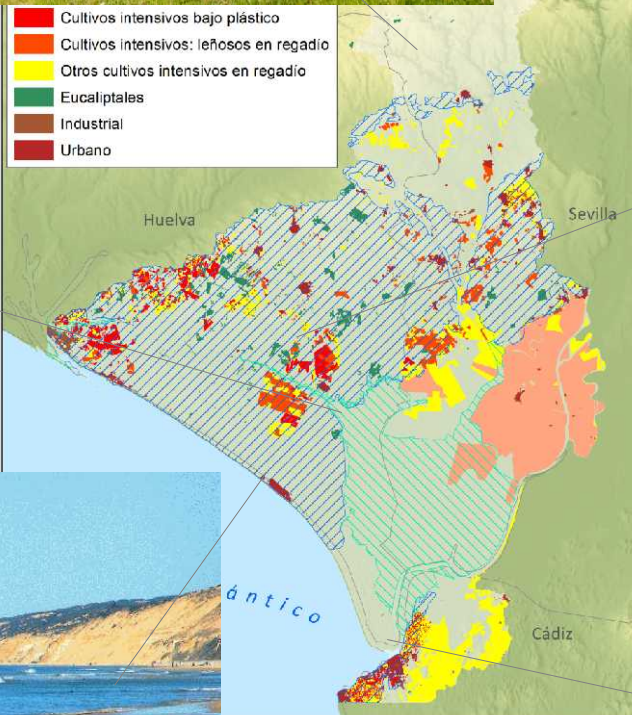 Cultivos intensivos bajo plástico
Cultivos intensivos: leñosos en regadío
Otros cultivos intensivos en regadío
Eucaliptales
Industrial
Urbano
Huelva
Sevilla
ántico
Cádiz